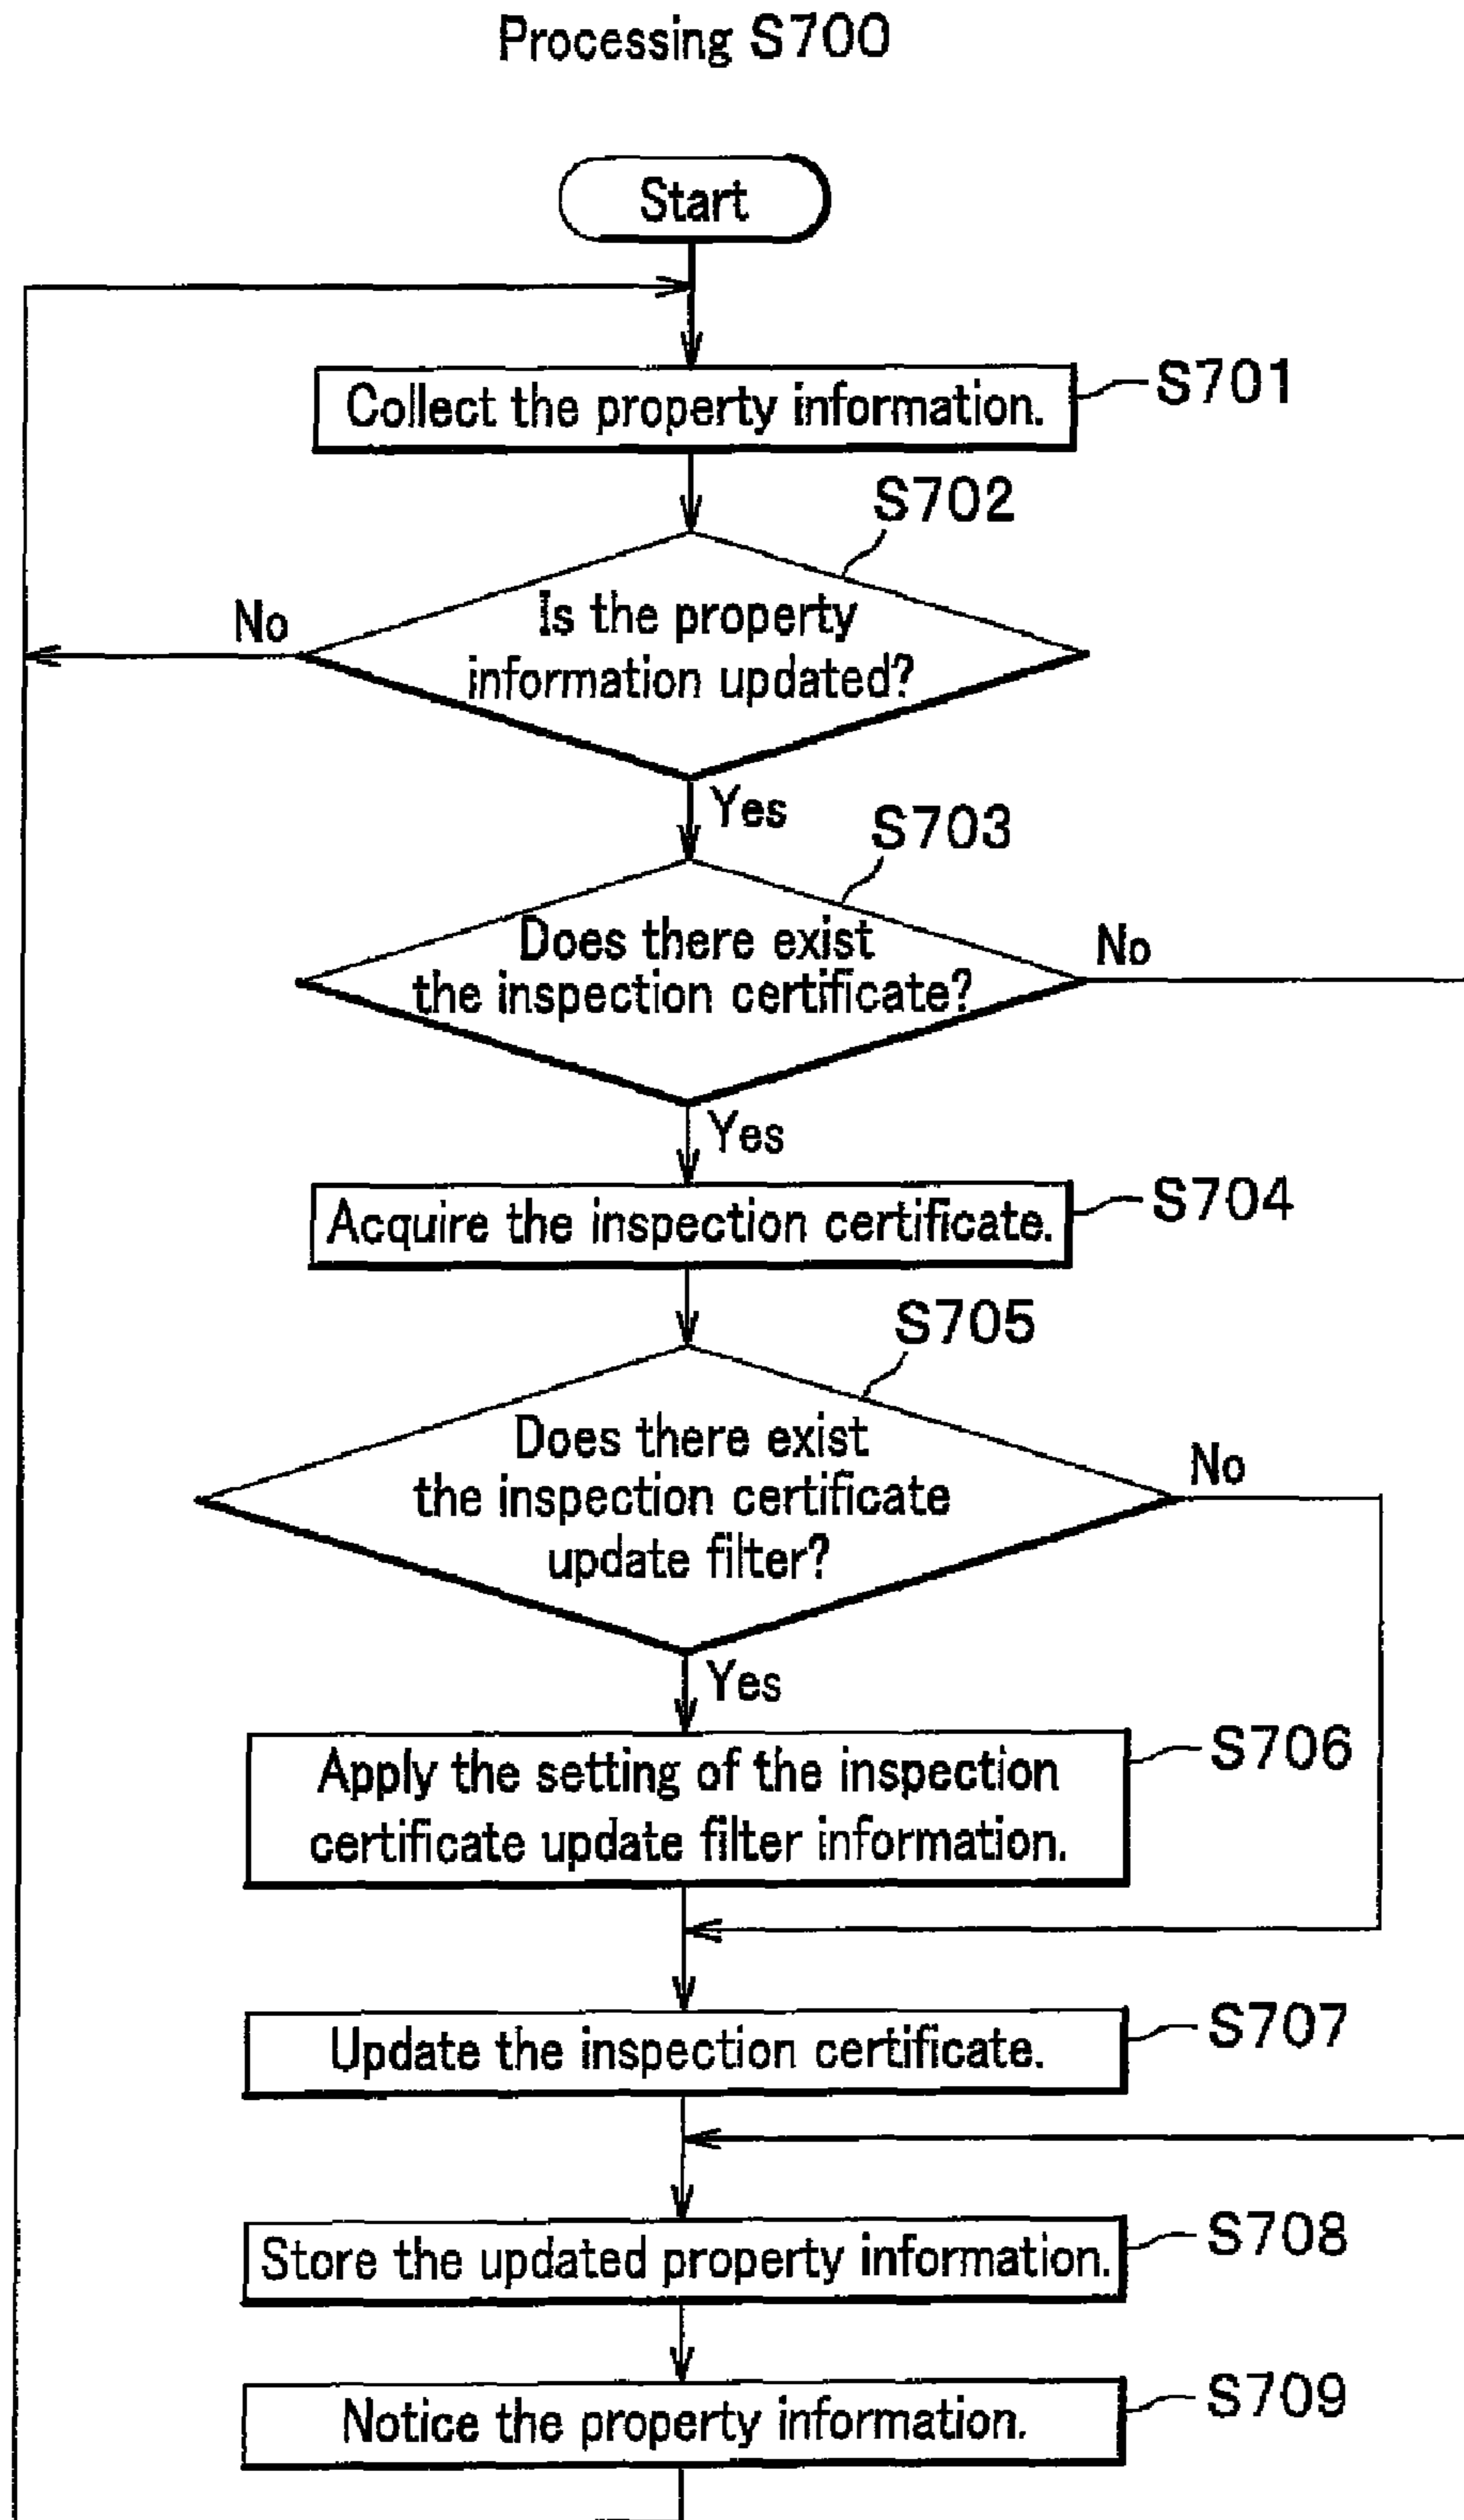 Processing S700
Start
Collect the property information.
S701
S702
Is the property
information updated?
No
Yes
S703
Does there exist
the inspection certificate?
No
Yes
Acquire the inspection certificate.
S704
S705
Does there exist
the inspection certificate
update filter?
No
Yes
Apply the setting of the inspection
certificate update filter information.
S706
Update the inspection certificate.
S707
Store the updated property information.
S708
Notice the property information.
S709